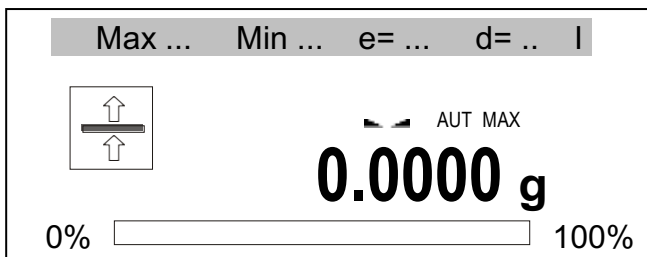 Max ... Min ... e= ... d= .. I
AUT MAX
0.0000 g
0% 100%